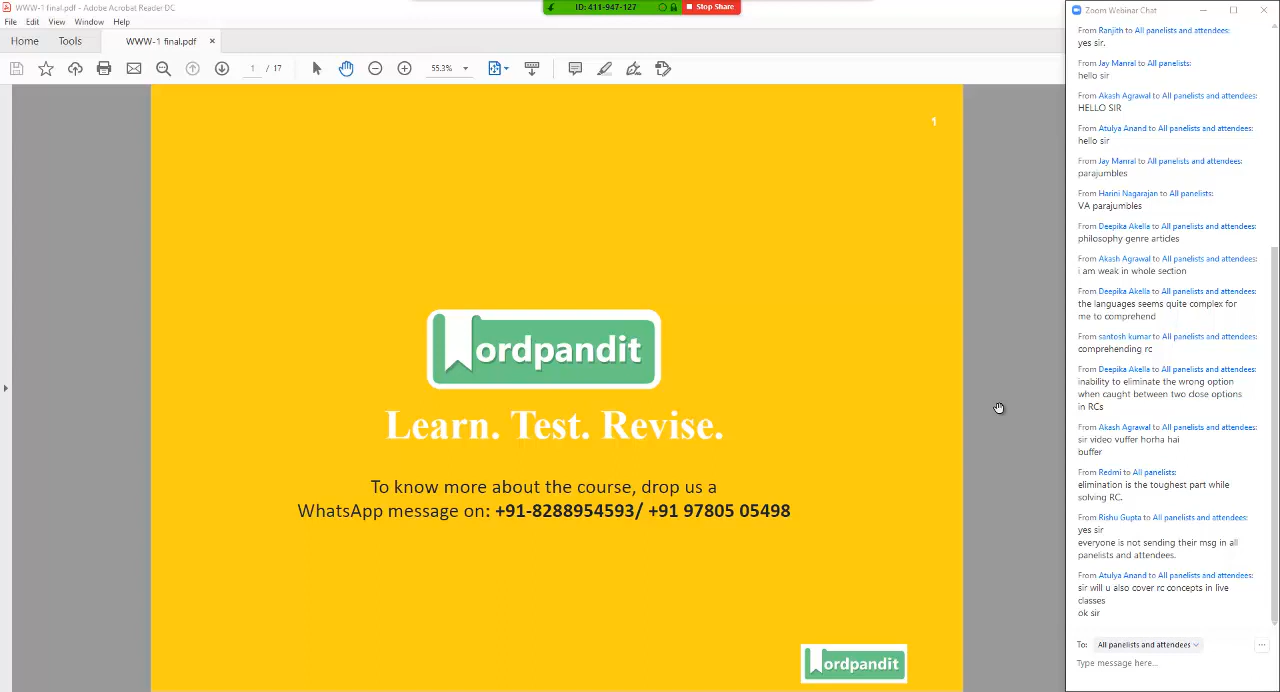 WWW-1 final.pdf - Adobe Acrobat Reader DC
ID: 411-947-127
Stop Share
File Edit View Window Help
Home Tools WWW-1 final.pdf ×
1 / 17
55.3%
1
ordpandit
Learn. Test. Revise.
To know more about the course, drop us a
WhatsApp message on: +91-8288954593/ +91 97805 05498
ordpandit
Zoom Webinar Chat
From Ranjith to All panelists and attendees:
yes sir.
From Jay Manral to All panelists:
hello sir
From Akash Agrawal to All panelists and attendees:
HELLO SIR
From Atulya Anand to All panelists and attendees:
hello sir
From Jay Manral to All panelists and attendees:
parajumbles
From Harini Nagarajan to All panelists:
VA parajumbles
From Deepika Akella to All panelists and attendees:
philosophy genre articles
From Akash Agrawal to All panelists and attendees:
i am weak in whole section
From Deepika Akella to All panelists and attendees:
the languages seems quite complex for
me to comprehend
From santosh kumar to All panelists and attendees:
comprehending rc
From Deepika Akella to All panelists and attendees:
inability to eliminate the wrong option
when caught between two close options
in RCs
From Akash Agrawal to All panelists and attendees:
sir video vuffer horha hai
buffer
From Redmi to All panelists:
elimination is the toughest part while
solving RC.
From Rishu Gupta to All panelists and attendees:
yes sir
everyone is not sending their msg in all
panelists and attendees.
From Atulya Anand to All panelists and attendees:
sir will u also cover rc concepts in live
classes
ok sir
To: All panelists and attendees
Type message here...